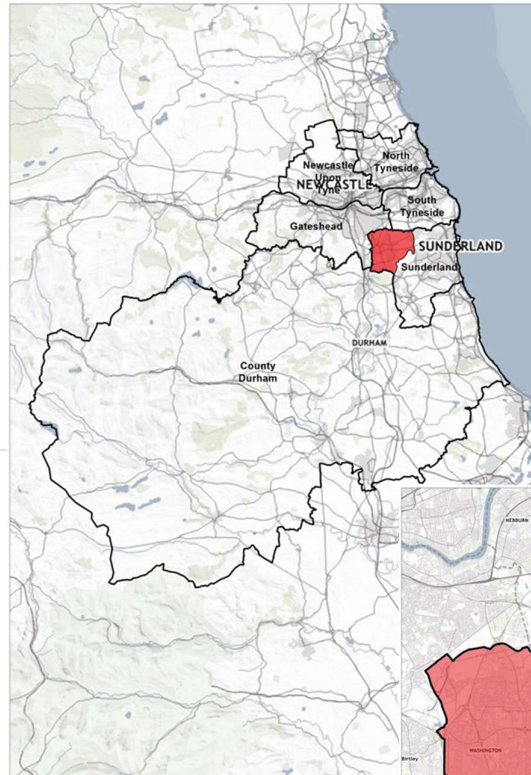 Newcastle
Upon
Tyne
NEWCASTLE
North
Tyneside
South
Tyneside
Gateshead
SUNDERLAND
Sunderland
DURHAM
County
Durham
HEBBURN
WASHINGTON
Birtley